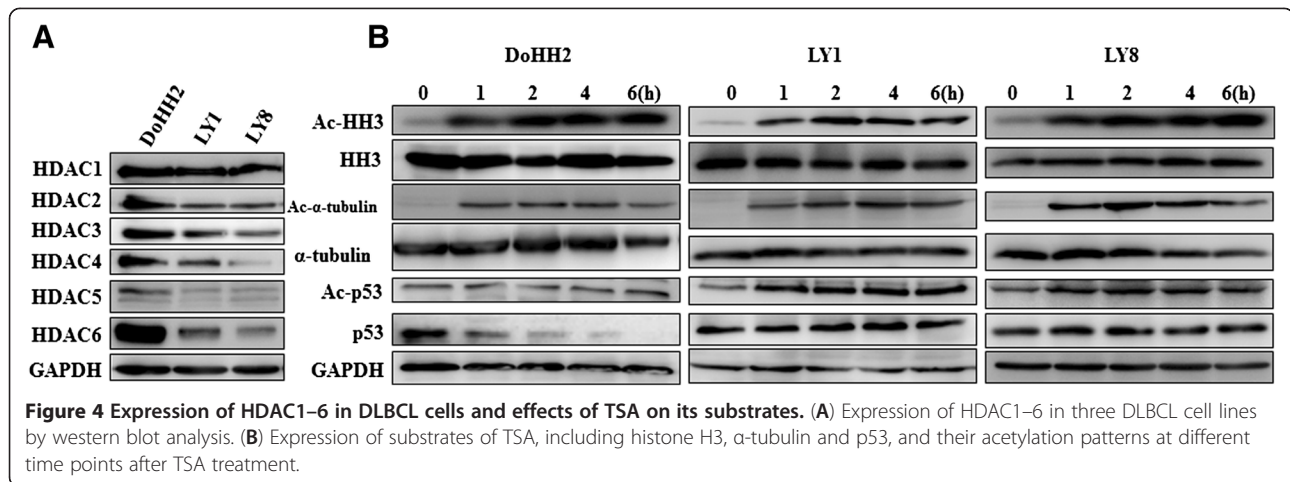 A
B
DoHH2 LY1 LY8
DoHH2 LY1 LY8
0 1 2 4 6(h) 0 1 2 4 6(h) 0 1 2 4 6(h)
HDAC1
HDAC2
HDAC3
HDAC4
HDAC5
HDAC6
GAPDH
Ac-HH3
HH3
Ac-α-tubulin
α-tubulin
Ac-p53
p53
GAPDH
Figure 4 Expression of HDAC1–6 in DLBCL cells and effects of TSA on its substrates. (A) Expression of HDAC1–6 in three DLBCL cell lines
by western blot analysis. (B) Expression of substrates of TSA, including histone H3, α-tubulin and p53, and their acetylation patterns at different
time points after TSA treatment.